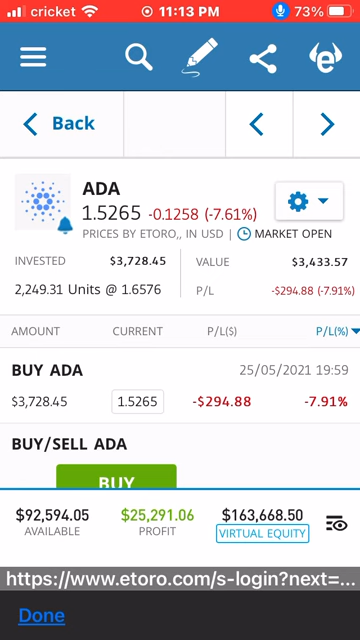 cricket 11:13 PM 73%
Back
ADA
1.5265 -0.1258 (-7.61%)
PRICES BY ETORO,, IN USD | MARKET OPEN
INVESTED $3,728.45 VALUE $3,433.57
2,249.31 Units @ 1.6576 P/L -$294.88 (-7.91%)
AMOUNT CURRENT P/L($) P/L(%)
BUY ADA 25/05/2021 19:59
$3,728.45 1.5265 -$294.88 -7.91%
BUY/SELL ADA
BUY
$92,594.05 $25,291.06 $163,668.50
AVAILABLE PROFIT VIRTUAL EQUITY
https://www.etoro.com/s-login?next=...
Done